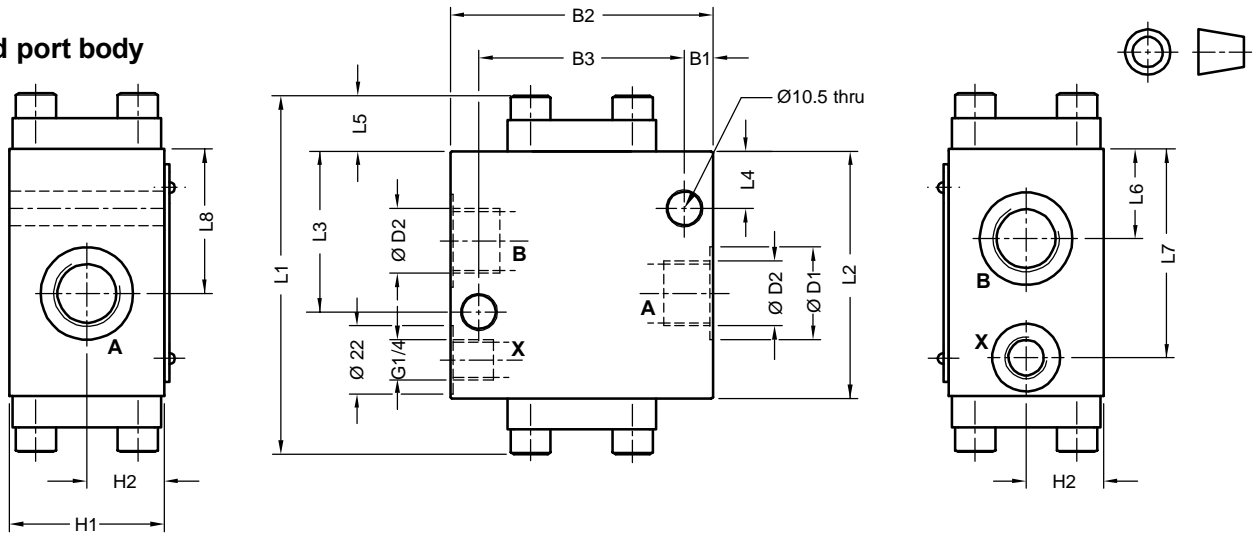 d port body
B2
B3
B1
Ø10.5 thru
L5
L4
L3
L1
L2
L8
L6
L7
Ø D2
B
Ø D2
Ø D1
A
X
Ø 22
G1/4
A
B
X
H2
H1
H2